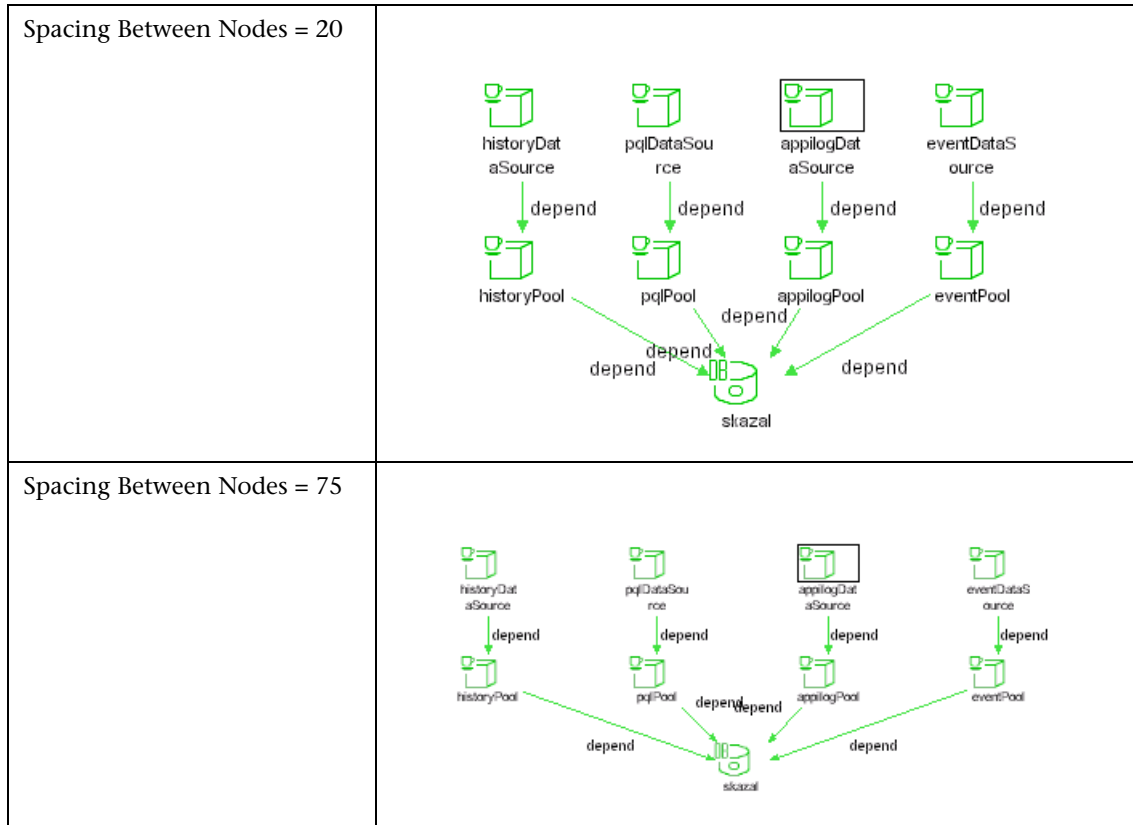 Spacing Between Nodes = 20
historyDat
aSource
pqlDataSou
rce
appilogDat
aSource
eventDataS
ource
depend
depend
depend
depend
historyPool
pqlPool
appilogPool
eventPool
depend
depend
depend
depend
skazal
Spacing Between Nodes = 75
historyDat
aSource
pqlDataSou
rce
appilogDat
aSource
eventDataS
ource
depend
depend
depend
depend
historyPool
pqlPool
appilogPool
eventPool
depend
depend
depend
depend
skazal